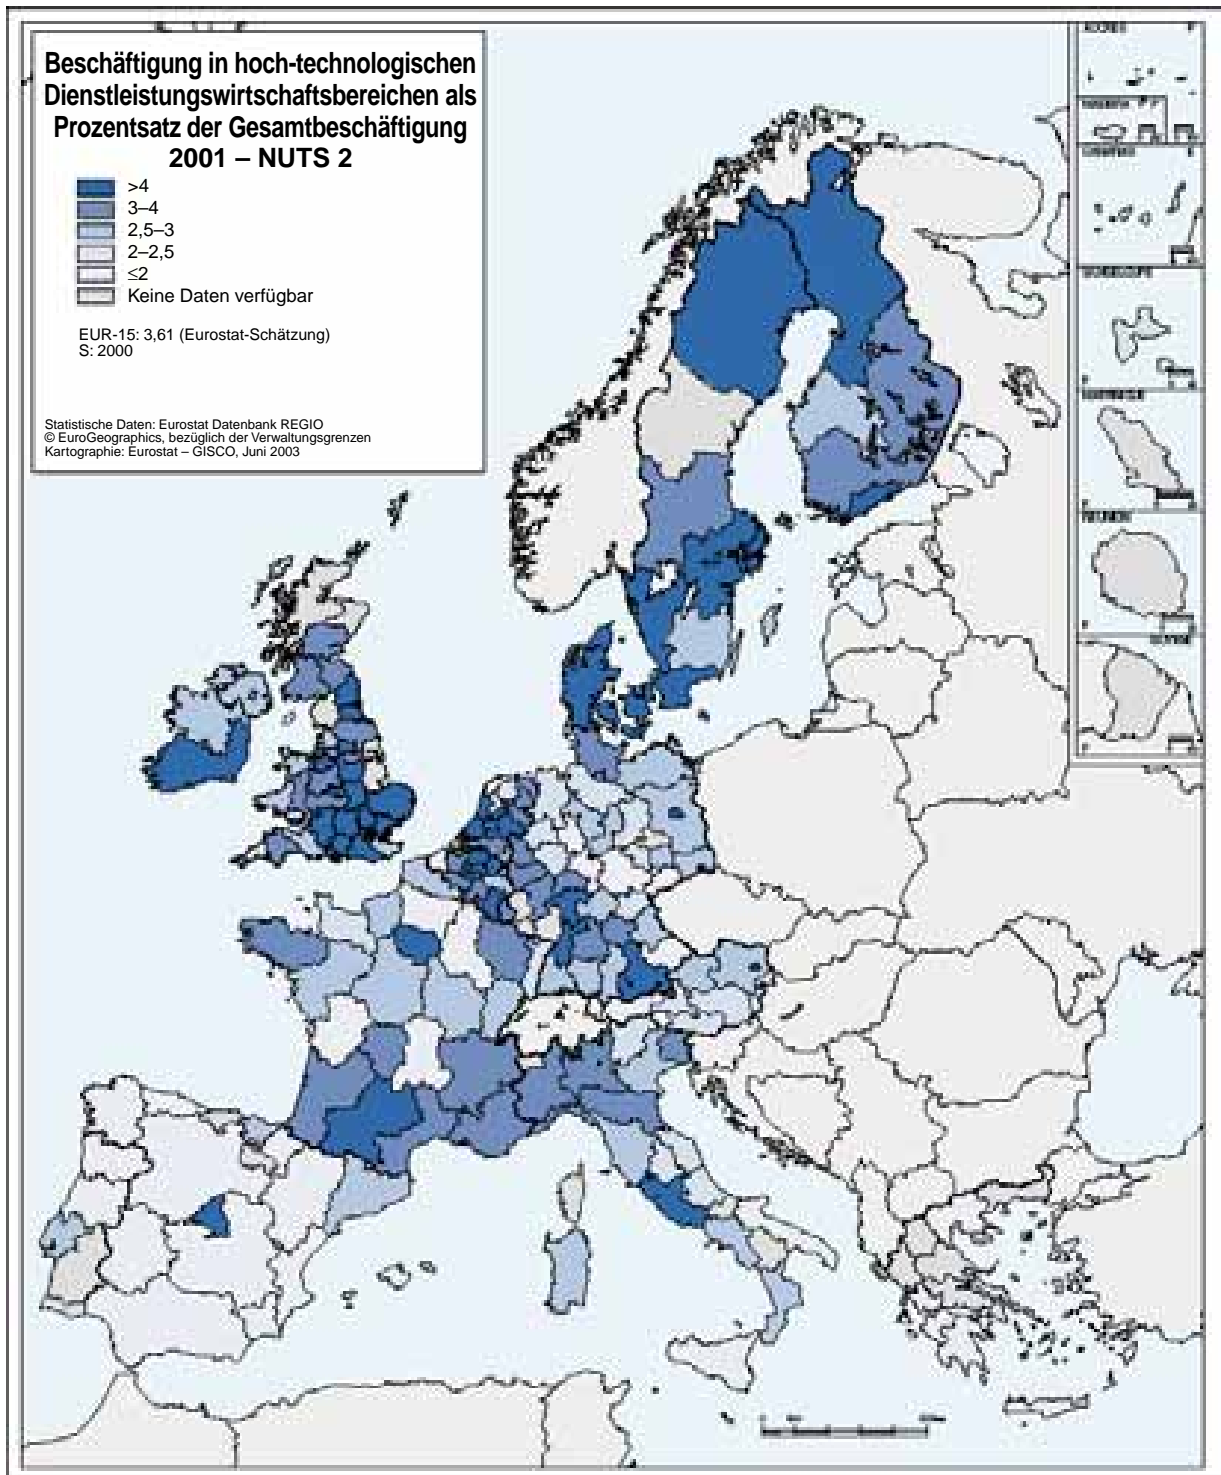 Beschäftigung in hoch-technologischen
Dienstleistungswirtschaftsbereichen als
Prozentsatz der Gesamtbeschäftigung
2001 – NUTS 2
>4
3–4
2,5–3
2–2,5
≤2
Keine Daten verfügbar
EUR-15: 3,61 (Eurostat-Schätzung)
S: 2000
Statistische Daten: Eurostat Datenbank REGIO
© EuroGeographics, bezüglich der Verwaltungsgrenzen
Kartographie: Eurostat – GISCO, Juni 2003